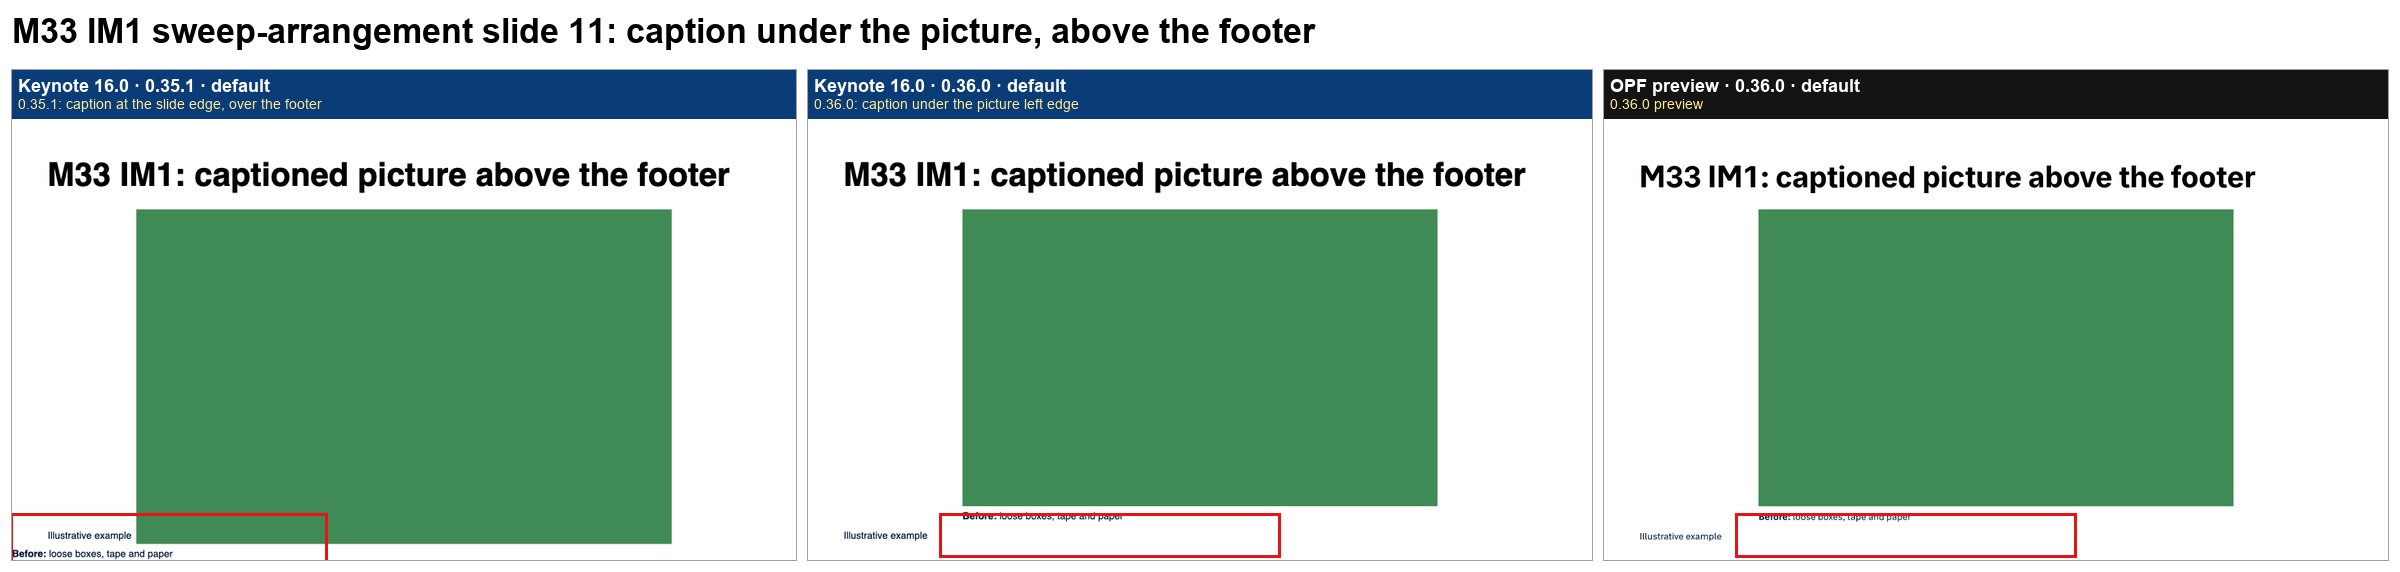 M33 IM1 sweep-arrangement slide 11: caption under the picture, above the footer
Keynote 16.0 · 0.35.1 · default
0.35.1: caption at the slide edge, over the footer
M33 IM1: captioned picture above the footer
Illustrative example
Before: loose boxes, tape and paper
Keynote 16.0 · 0.36.0 · default
0.36.0: caption under the picture left edge
M33 IM1: captioned picture above the footer
Before: loose boxes, tape and paper
Illustrative example
OPF preview · 0.36.0 · default
0.36.0 preview
M33 IM1: captioned picture above the footer
Before: loose boxes, tape and paper
Illustrative example